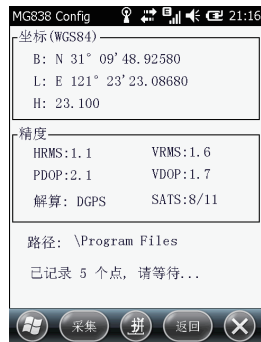 MG838 Config 21:16
坐标(WGS84)
B: N 31° 09'48.92580
L: E 121° 23'23.08680
H: 23.100
精度
HRMS:1.1 VRMS:1.6
PDOP:2.1 VDOP:1.7
解算: DGPS SATS:8/11
路径: \Program Files
已记录 5 个点, 请等待...
采集 拼 返回